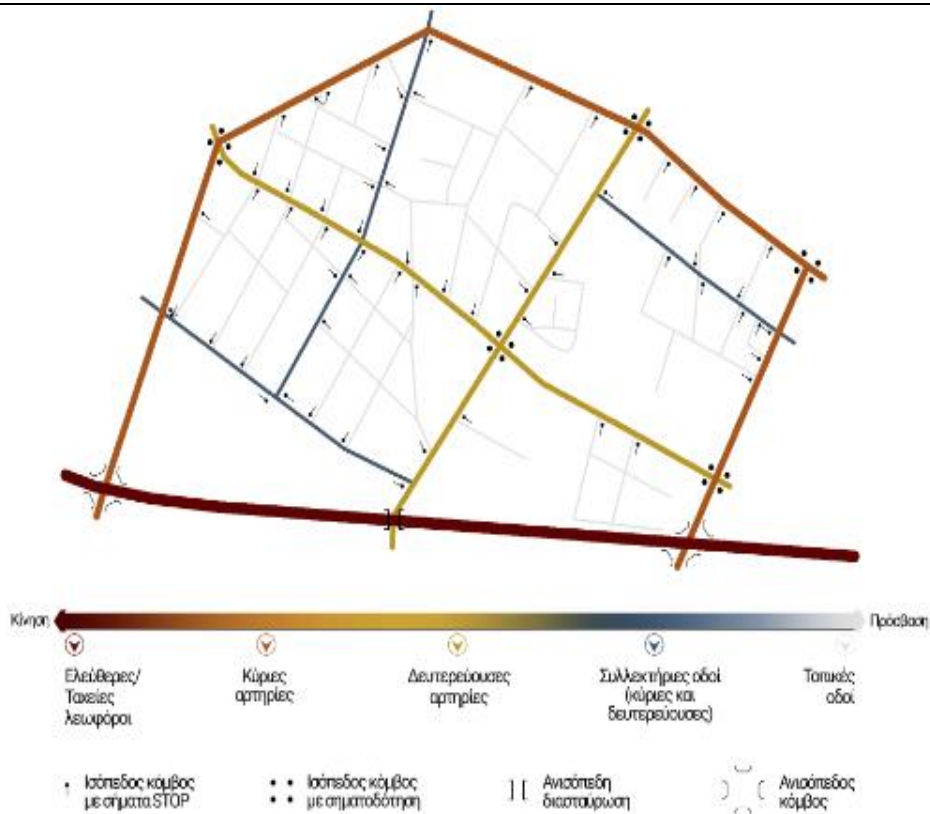 Κίνηση
Πρόσβαση
Ελεύθερες/
Ταχείες
λεωφόροι
Κύριες
αρτηρίες
Δευτερεύουσες
αρτηρίες
Συλλεκτήριες οδοί
(κύριες και
δευτερεύουσες)
Τοπικές
οδοί
Ισόπεδος κόμβος
με σήματα STOP
Ισόπεδος κόμβος
με σηματοδότηση
Ανισόπεδη
διασταύρωση
Ανισόπεδος
κόμβος